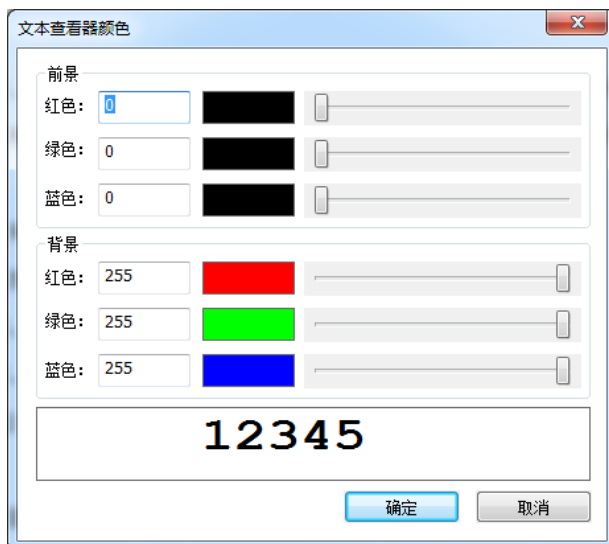 文本查看器颜色
前景
红色: 0
绿色: 0
蓝色: 0
背景
红色: 255
绿色: 255
蓝色: 255
12345
确定 取消